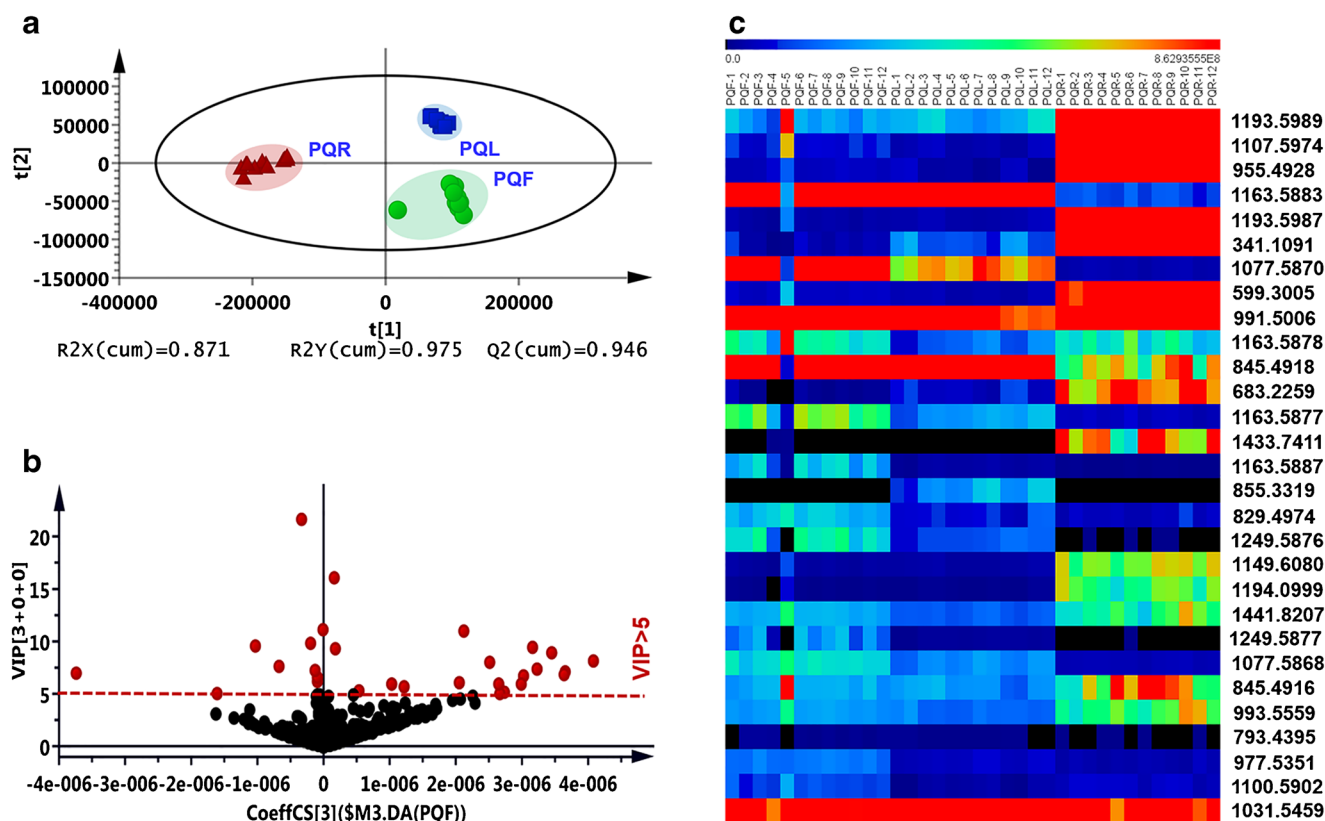 a
t[2]
100000
50000
0
-50000
-100000
-150000
PQR
PQL
PQF
-400000 -200000 0 200000
t[1]
R2X(cum)=0.871 R2Y(cum)=0.975 Q2(cum)=0.946
b
VIP[3+0+0]
20
15
10
5
0
VIP>5
-4e-006 -3e-006 -2e-006 -1e-006 0 1e-006 2e-006 3e-006 4e-006
CoeffCS[3]($M3.DA(PQF))
c
0.0 8.6293555E8
PQF-1 PQF-2 PQF-3 PQF-4 PQF-5 PQF-6 PQF-7 PQF-8 PQF-9 PQF-10 PQF-11 PQF-12 PQL-1 PQL-2 PQL-3 PQL-4 PQL-5 PQL-6 PQL-7 PQL-8 PQL-9 PQL-10 PQL-11 PQL-12 PQR-1 PQR-2 PQR-3 PQR-4 PQR-5 PQR-6 PQR-7 PQR-8 PQR-9 PQR-10 PQR-11 PQR-12
1193.5989
1107.5974
955.4928
1163.5883
1193.5987
341.1091
1077.5870
599.3005
991.5006
1163.5878
845.4918
683.2259
1163.5877
1433.7411
1163.5887
855.3319
829.4974
1249.5876
1149.6080
1194.0999
1441.8207
1249.5877
1077.5868
845.4916
993.5559
793.4395
977.5351
1100.5902
1031.5459